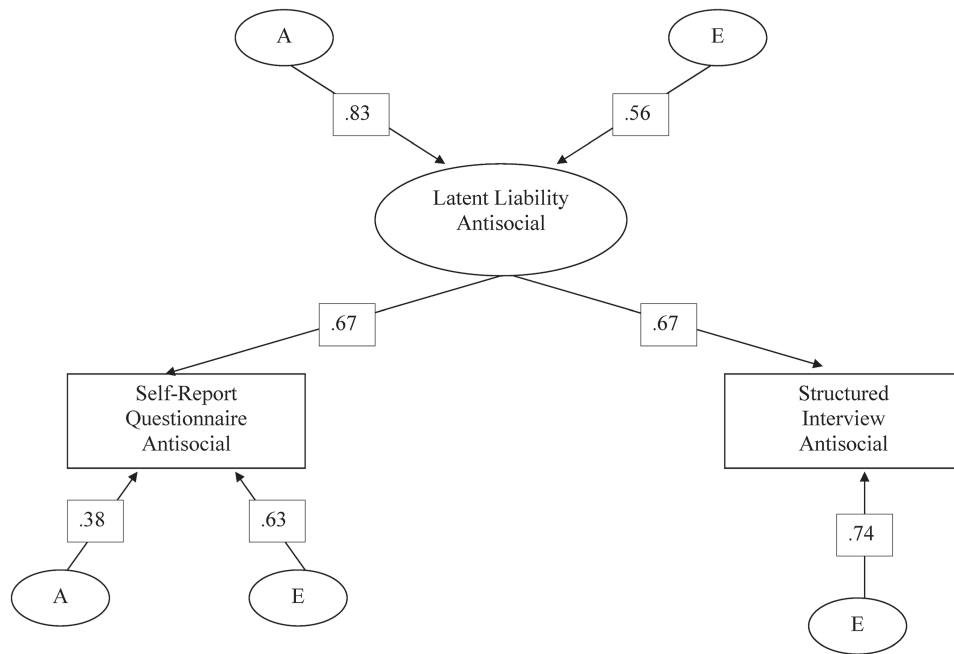 A
E
.83
.56
Latent Liability
Antisocial
.67
.67
Self-Report
Questionnaire
Antisocial
Structured
Interview
Antisocial
.38
.63
.74
A
E
E